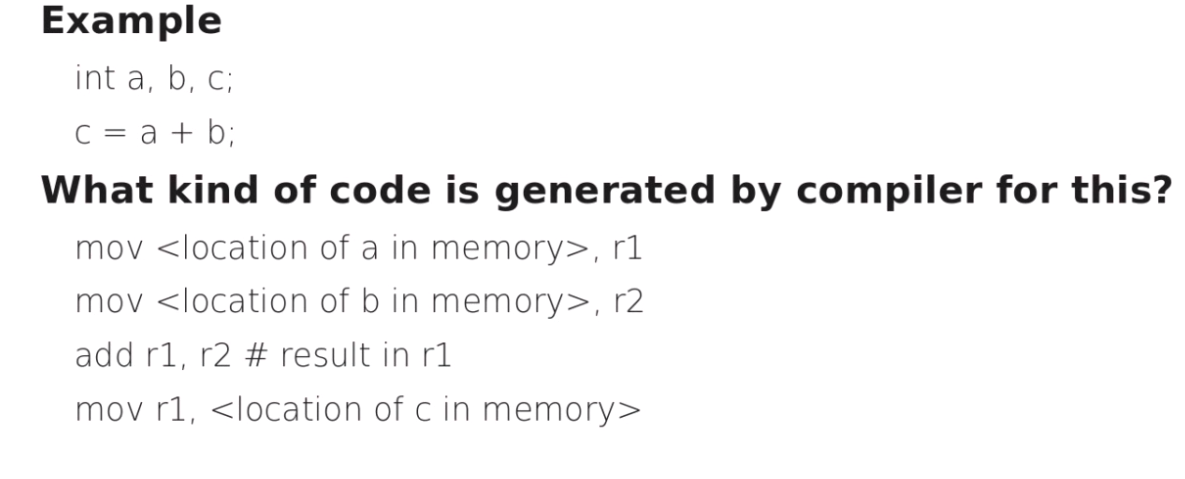 Example
int a, b, c;
c = a + b;
What kind of code is generated by compiler for this?
mov <location of a in memory>, r1
mov <location of b in memory>, r2
add r1, r2 # result in r1
mov r1, <location of c in memory>